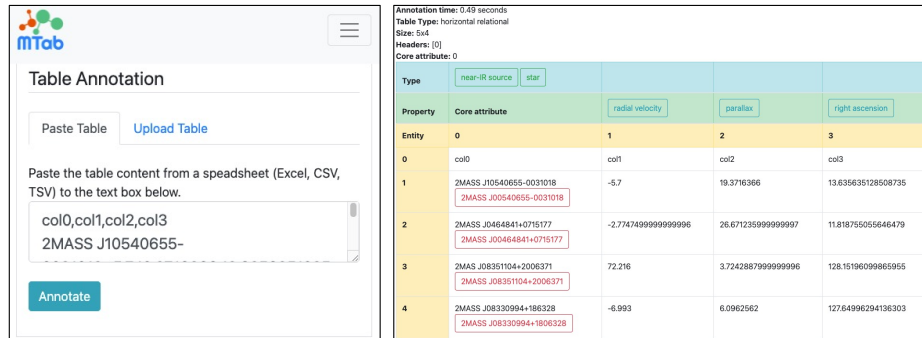 mTab
Table Annotation
Paste Table
Upload Table
Paste the table content from a speadsheet (Excel, CSV,
TSV) to the text box below.
col0,col1,col2,col3
2MASS J10540655-
Annotate
Annotation time: 0.49 seconds
Table Type: horizontal relational
Size: 5x4
Headers: [0]
Core attribute: 0
Type near-IR source star
Property Core attribute radial velocity parallax right ascension
Entity 0 1 2 3
0 col0 col1 col2 col3
1 2MASS J10540655-0031018 -5.7 19.3716366 13.635635128508735
2MASS J00540655-0031018
2 2MASS J0464841+0715177 -2.7747499999999996 26.671235999999997 11.818755055646479
2MASS J00464841+0715177
3 2MAS J08351104+2006371 72.216 3.7242887999999996 128.15196099865955
2MASS J08351104+2006371
4 2MASS J08330994+186328 -6.993 6.0962562 127.64996294136303
2MASS J08330994+1806328